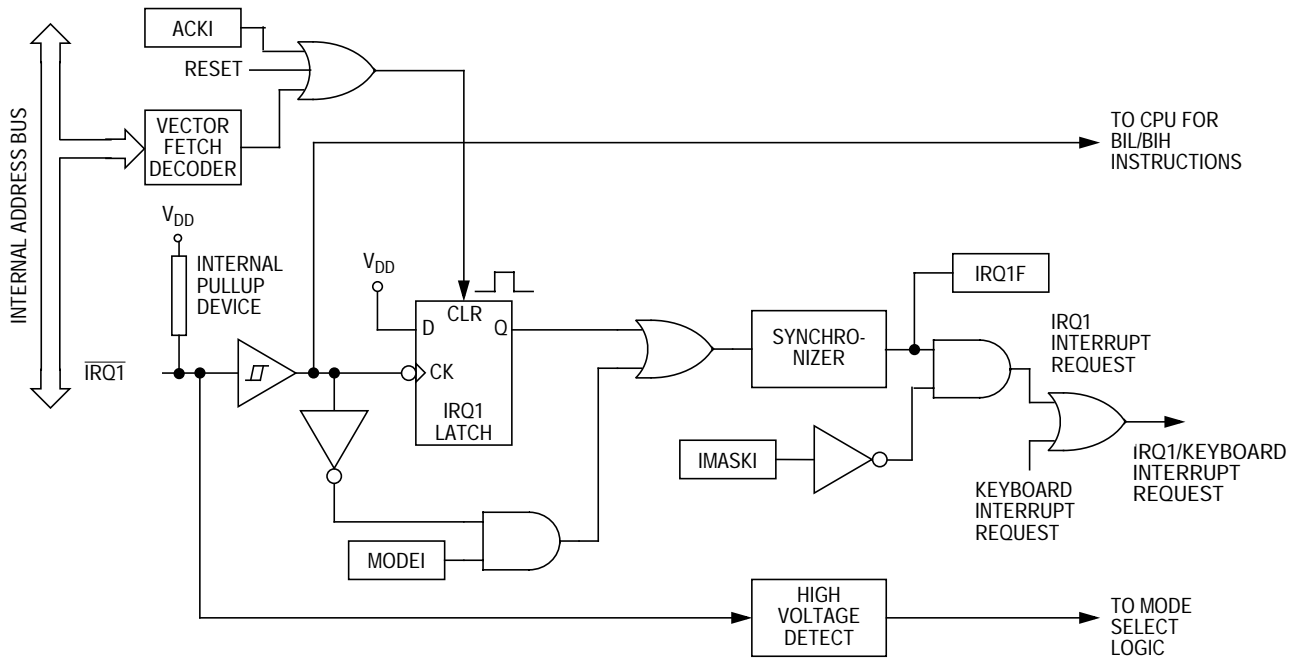 ACKI
RESET
INTERNAL ADDRESS BUS
VECTOR
FETCH
DECODER
TO CPU FOR
BIL/BIH
INSTRUCTIONS
VDD
INTERNAL
PULLUP
DEVICE
VDD
CLR
D
Q
CK
IRQ1
LATCH
SYNCHRO-
NIZER
IRQ1F
IRQ1
INTERRUPT
REQUEST
IRQ1
IMASKI
KEYBOARD
INTERRUPT
REQUEST
IRQ1/KEYBOARD
INTERRUPT
REQUEST
MODEI
HIGH
VOLTAGE
DETECT
TO MODE
SELECT
LOGIC